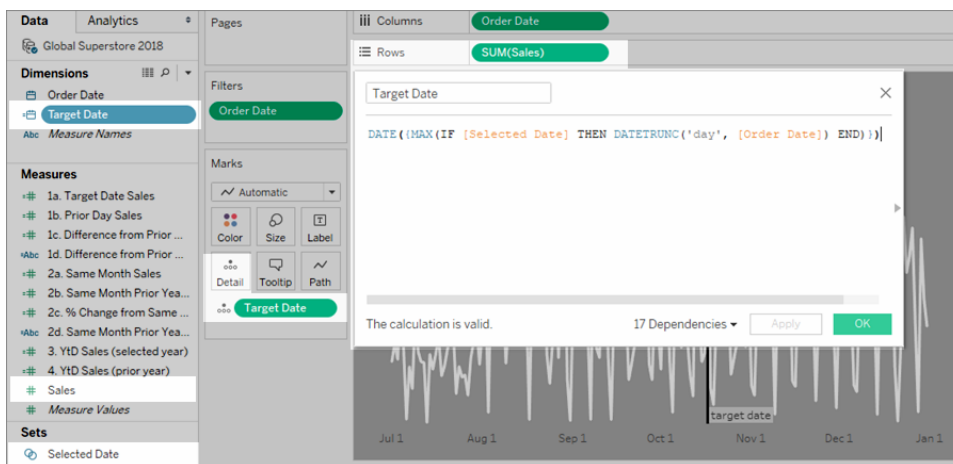 Data Analytics
Global Superstore 2018
Dimensions
Order Date
Target Date
Abc Measure Names
Measures
1a. Target Date Sales
1b. Prior Day Sales
1c. Difference from Prior ...
Abc 1d. Difference from Prior ...
2a. Same Month Sales
2b. Same Month Prior Yea...
2c. % Change from Same ...
Abc 2d. Same Month Prior Yea...
3. YtD Sales (selected year)
4. YtD Sales (prior year)
Sales
Measure Values
Sets
Selected Date
Pages
Filters
Order Date
Marks
Automatic
Color Size Label
Detail Tooltip Path
Target Date
Columns Order Date
Rows SUM(Sales)
Target Date
DATE({MAX(IF [Selected Date] THEN DATETRUNC('day', [Order Date]) END)})
The calculation is valid. 17 Dependencies Apply OK
target date
Jul 1 Aug 1 Sep 1 Oct 1 Nov 1 Dec 1 Jan 1